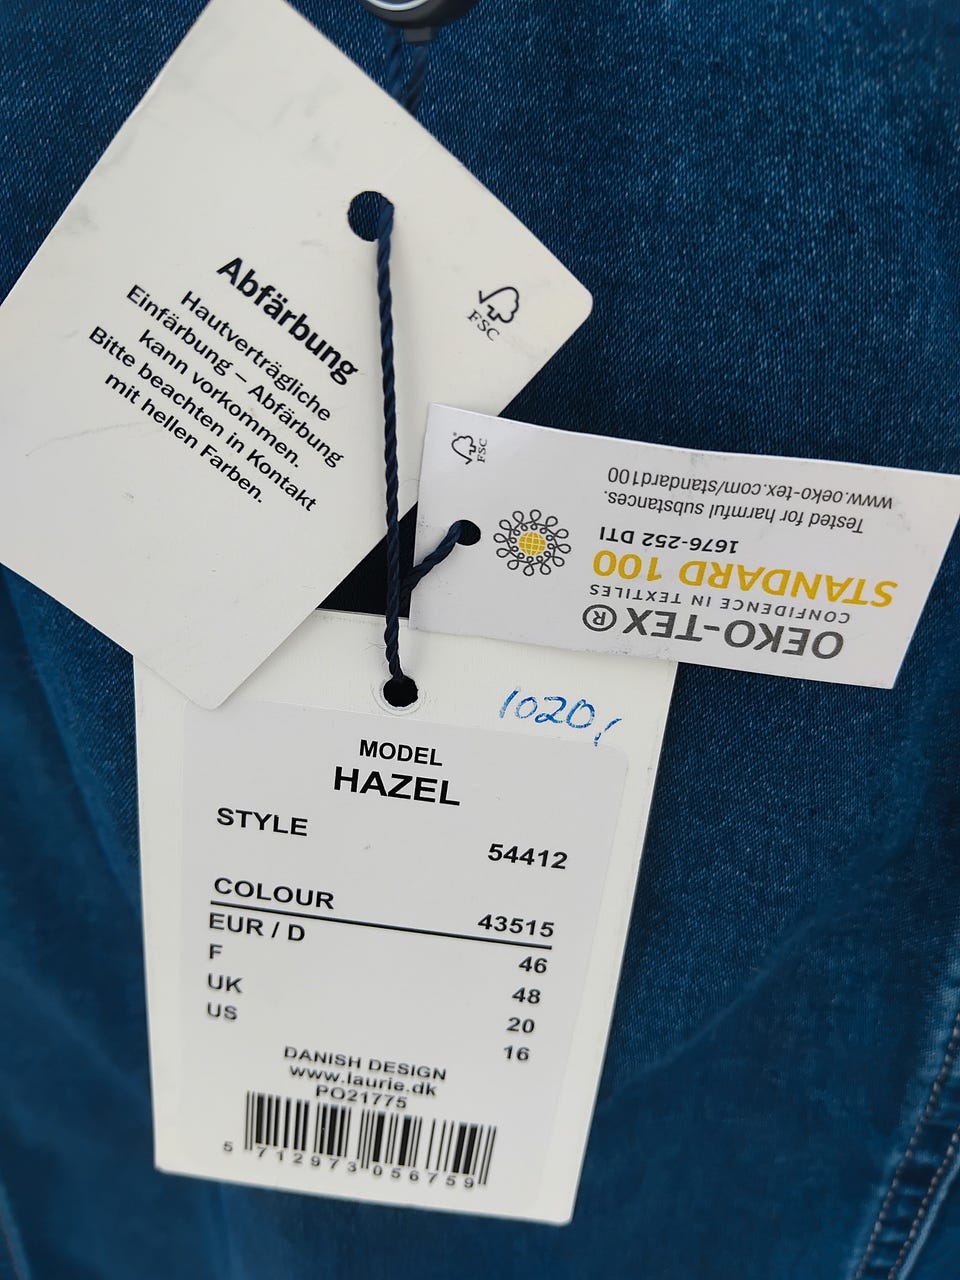 Abfärbung
Hautverträgliche
Einfärbung – Abfärbung
kann vorkommen.
Bitte beachten in Kontakt
mit hellen Farben.
FSC
OEKO-TEX®
CONFIDENCE IN TEXTILES
STANDARD 100
1676-252 DTI
Tested for harmful substances.
www.oeko-tex.com/standard100
FSC
1020,
MODEL
HAZEL
STYLE 54412
COLOUR 43515
EUR / D 46
F 48
UK 20
US 16
DANISH DESIGN
www.laurie.dk
PO21775
5 712973 056759